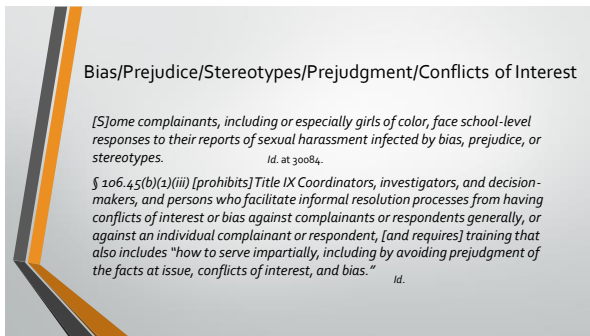 Bias/Prejudice/Stereotypes/Prejudgment/Conflicts of Interest
[S]ome complainants, including or especially girls of color, face school-level
responses to their reports of sexual harassment infected by bias, prejudice, or
stereotypes. Id. at 30084.
§ 106.45(b)(1)(iii) [prohibits]Title IX Coordinators, investigators, and decision-
makers, and persons who facilitate informal resolution processes from having
conflicts of interest or bias against complainants or respondents generally, or
against an individual complainant or respondent, [and requires] training that
also includes “how to serve impartially, including by avoiding prejudgment of
the facts at issue, conflicts of interest, and bias.” Id.